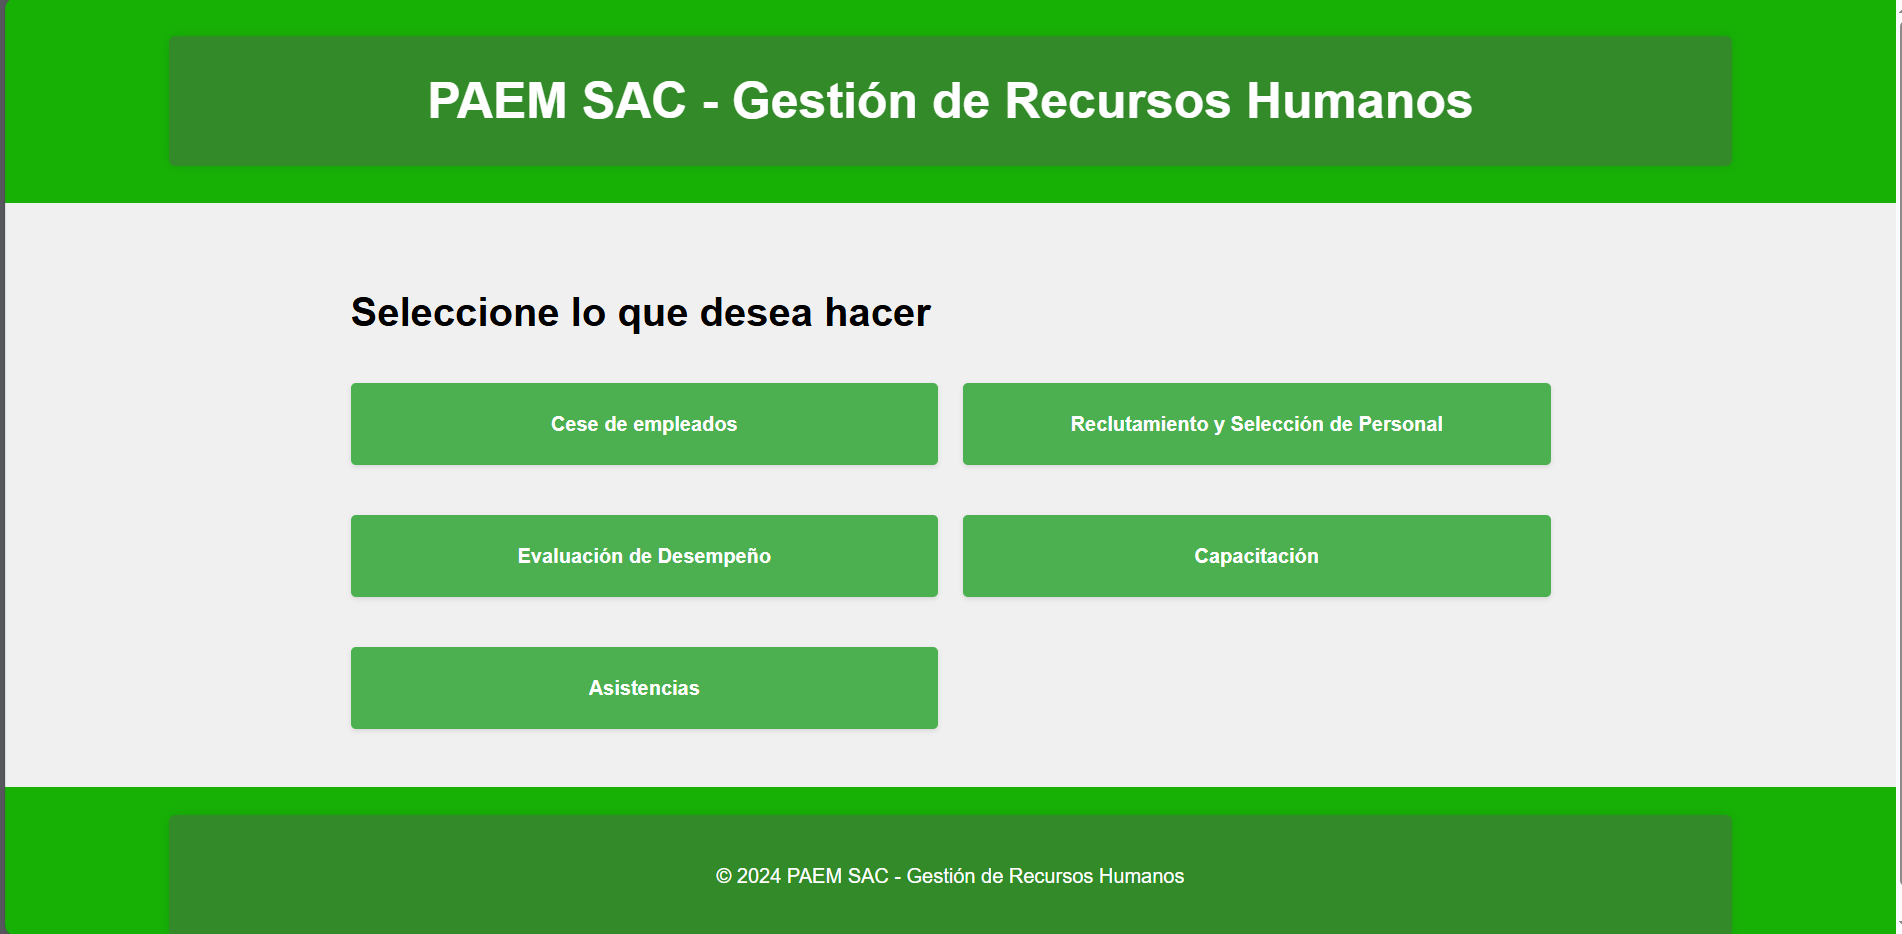 PAEM SAC - Gestión de Recursos Humanos
Seleccione lo que desea hacer
Cese de empleados
Reclutamiento y Selección de Personal
Evaluación de Desempeño
Capacitación
Asistencias
© 2024 PAEM SAC - Gestión de Recursos Humanos